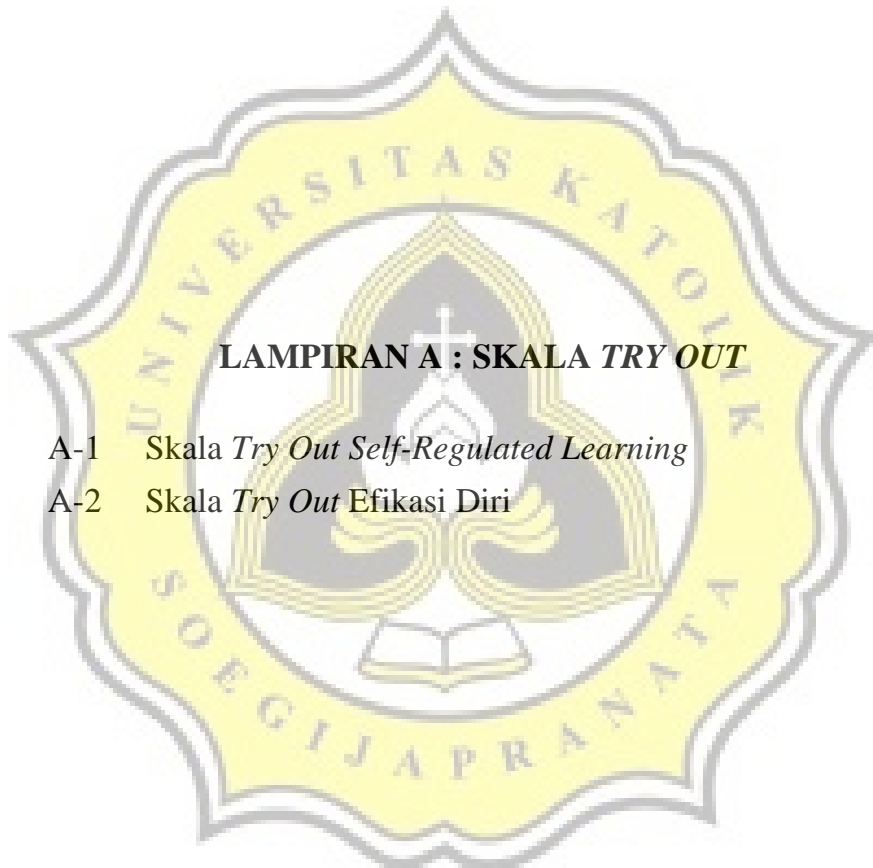 UNIVERSITAS KATOLIK
LAMPIRAN A : SKALA TRY OUT
A-1 Skala Try Out Self-Regulated Learning
A-2 Skala Try Out Efikasi Diri
SOEGIJAPRANATA